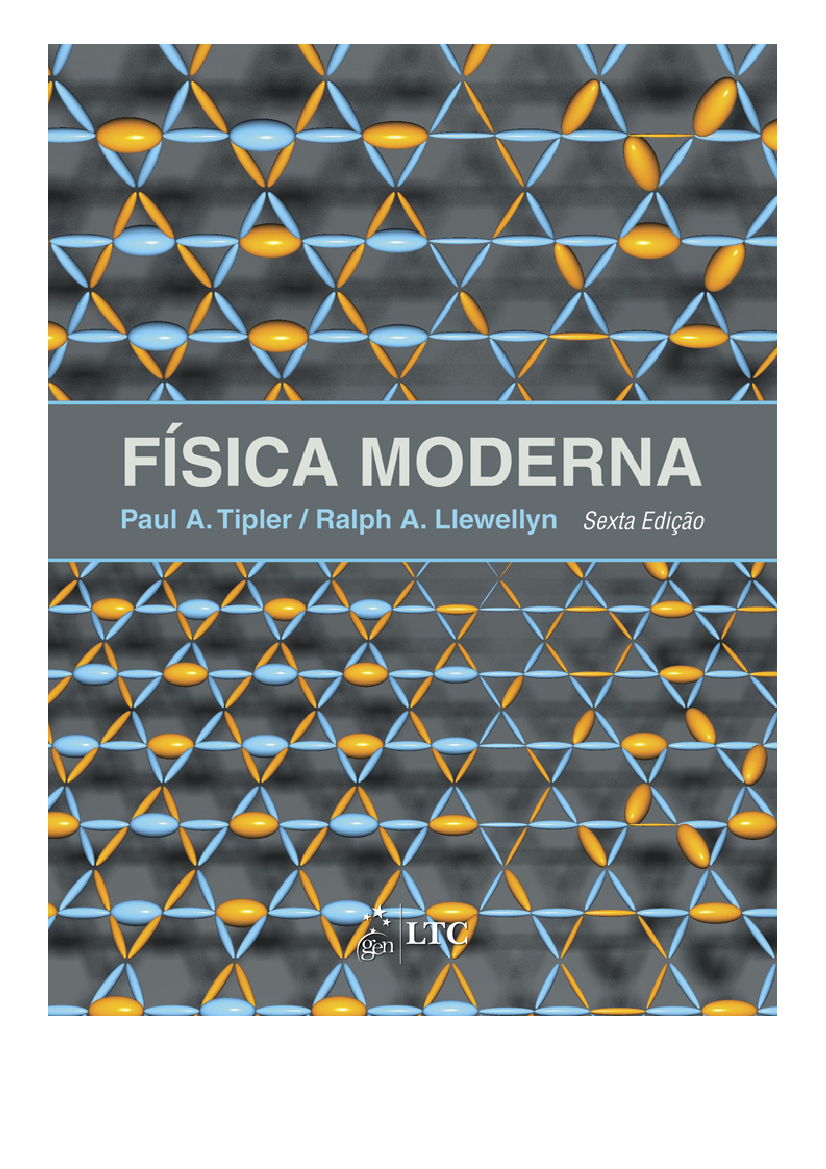 FÍSICA MODERNA
Paul A. Tipler / Ralph A. Llewellyn Sexta Edição
gen LTC